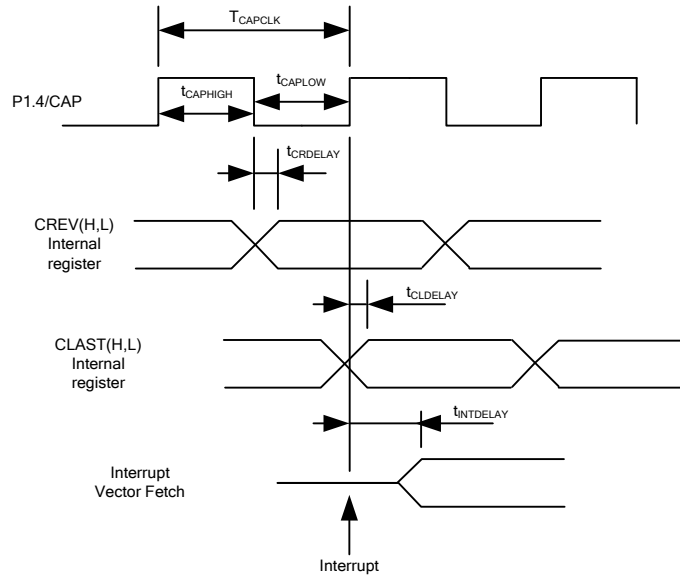 TCAPCLK
P1.4/CAP
tCAPHIGH
tCAPLOW
tCRDELAY
CREV(H,L)
Internal
register
tCLDELAY
CLAST(H,L)
Internal
register
tINTDELAY
Interrupt
Vector Fetch
Interrupt